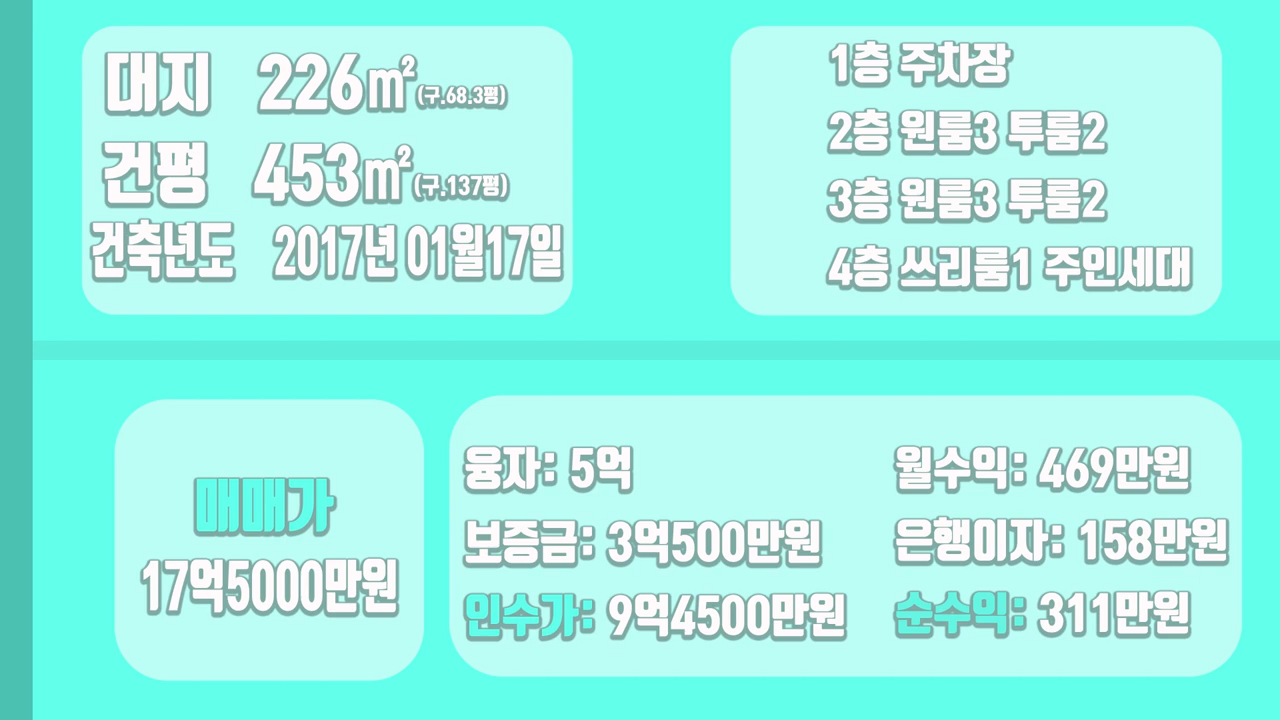 대지 226㎡(구.68.3평)
건평 453㎡(구.137평)
건축년도 2017년 01월17일
1층 주차장
2층 원룸3 투룸2
3층 원룸3 투룸2
4층 쓰리룸1 주인세대
매매가
17억5000만원
융자: 5억
보증금: 3억500만원
인수가: 9억4500만원
월수익: 469만원
은행이자: 158만원
순수익: 311만원